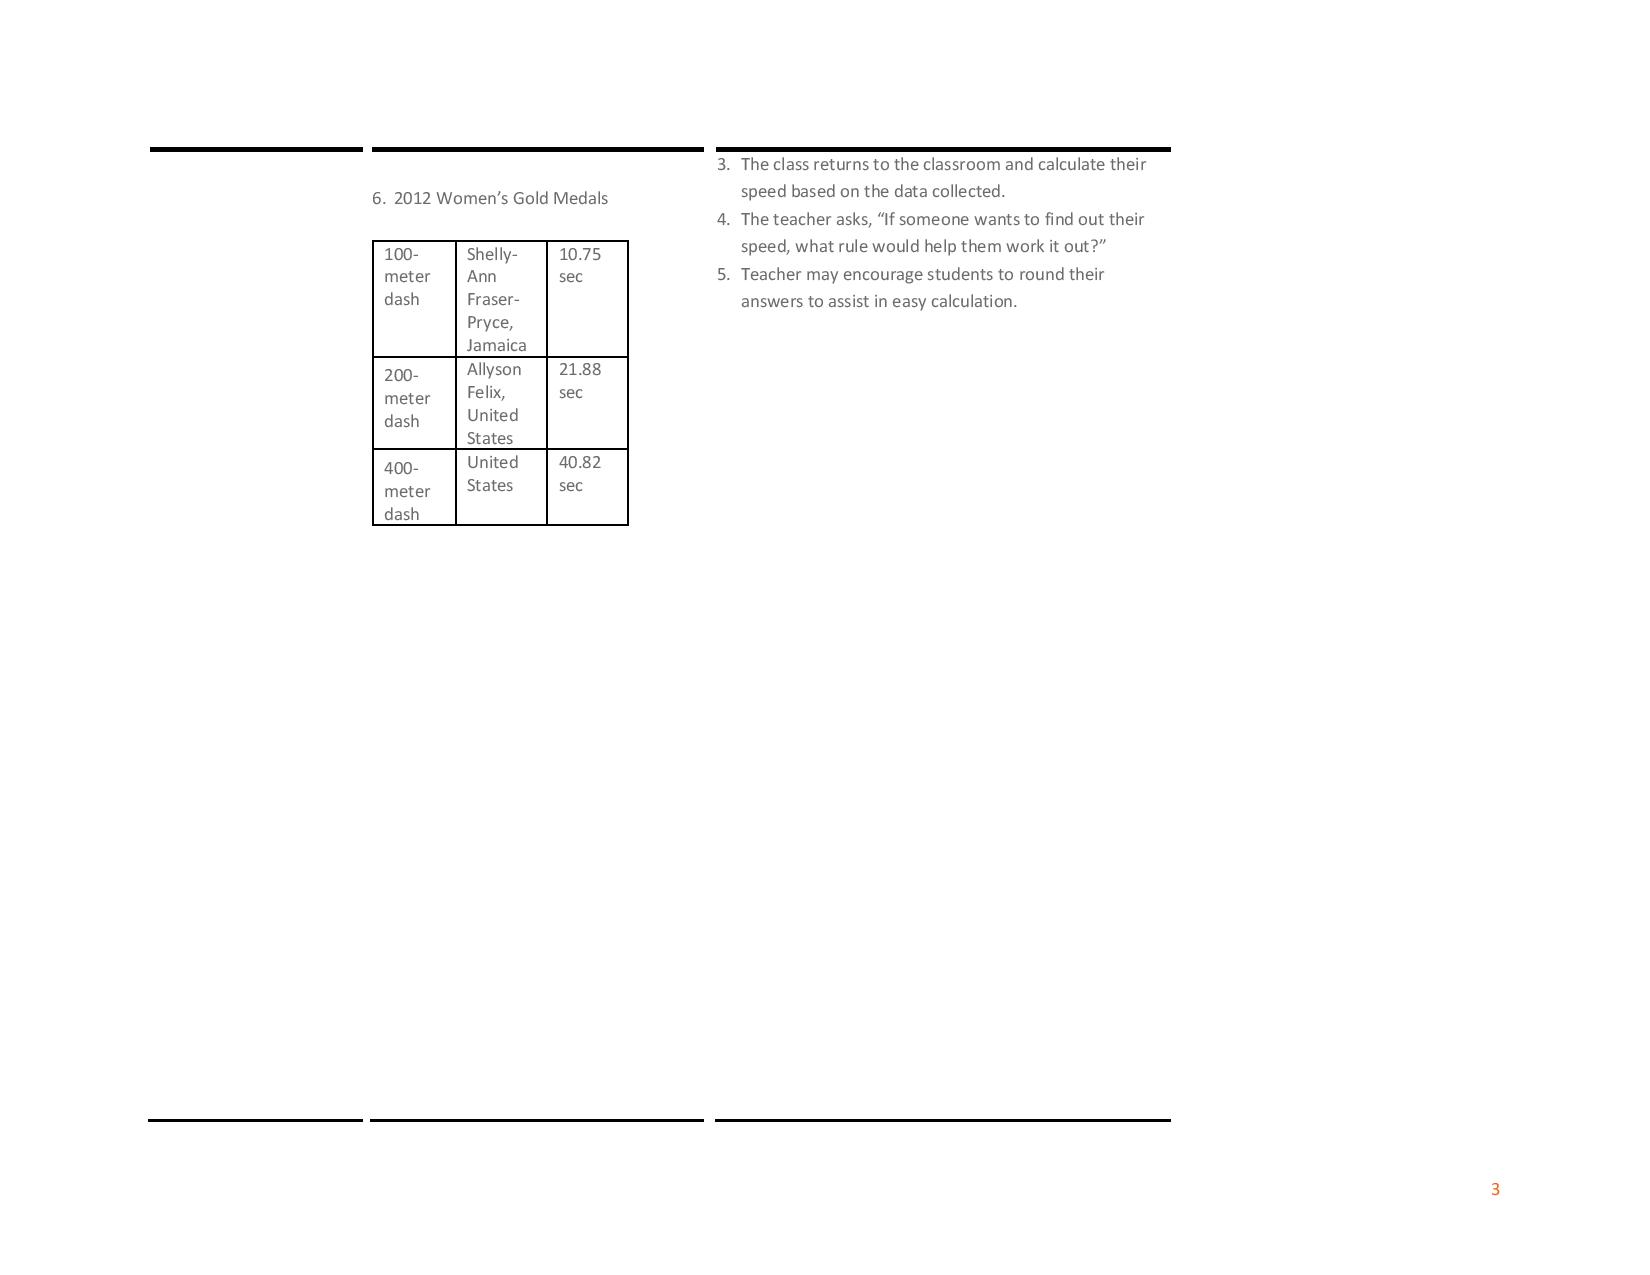 6. 2012 Women’s Gold Medals
100-
meter
dash
Shelly-
Ann
Fraser-
Pryce,
Jamaica
10.75
sec
200-
meter
dash
Allyson
Felix,
United
States
21.88
sec
400-
meter
dash
United
States
40.82
sec
3. The class returns to the classroom and calculate their
speed based on the data collected.
4. The teacher asks, “If someone wants to find out their
speed, what rule would help them work it out?”
5. Teacher may encourage students to round their
answers to assist in easy calculation.
3